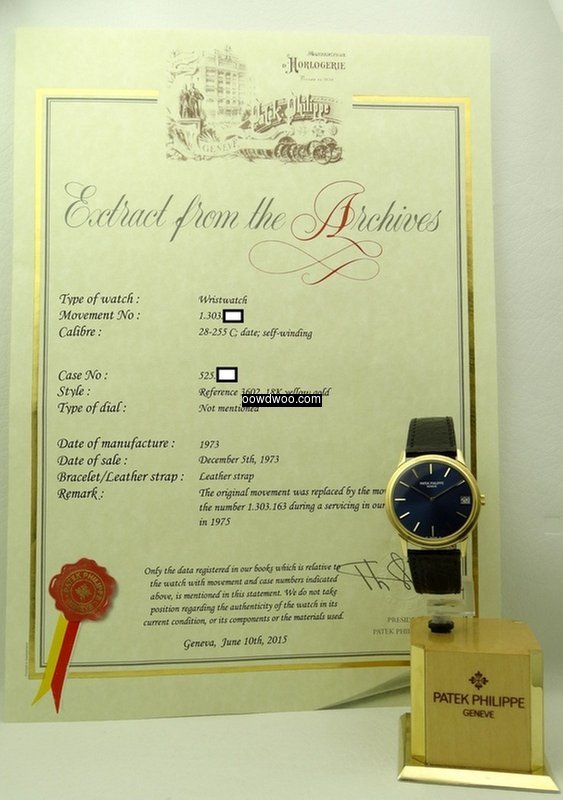 D'HORLOGERIE
Patek Philippe
GENEVE
Extract from the Archives
Type of watch : Wristwatch
Movement No : 1.303.
Calibre : 28-255 C; date; self-winding
Case No : 525.
Style : Reference 3602, 18K yellow gold
oowdwoo.com
Type of dial : Not mentioned
Date of manufacture : 1973
Date of sale : December 5th, 1973
Bracelet/Leather strap : Leather strap
Remark : The original movement was replaced by the mo
the number 1.303.163 during a servicing in our
in 1975
Only the data registered in our books which is relative to
the watch with movement and case numbers indicated
above, is mentioned in this statement. We do not take
position regarding the authenticity of the watch in its
current condition, or its components or the materials used.
Geneva, June 10th, 2015
PRESID
PATEK PHI
PATEK PHILIPPE
PATEK PHILIPPE
GENEVE
PATEK PHILIPPE
GENEVE